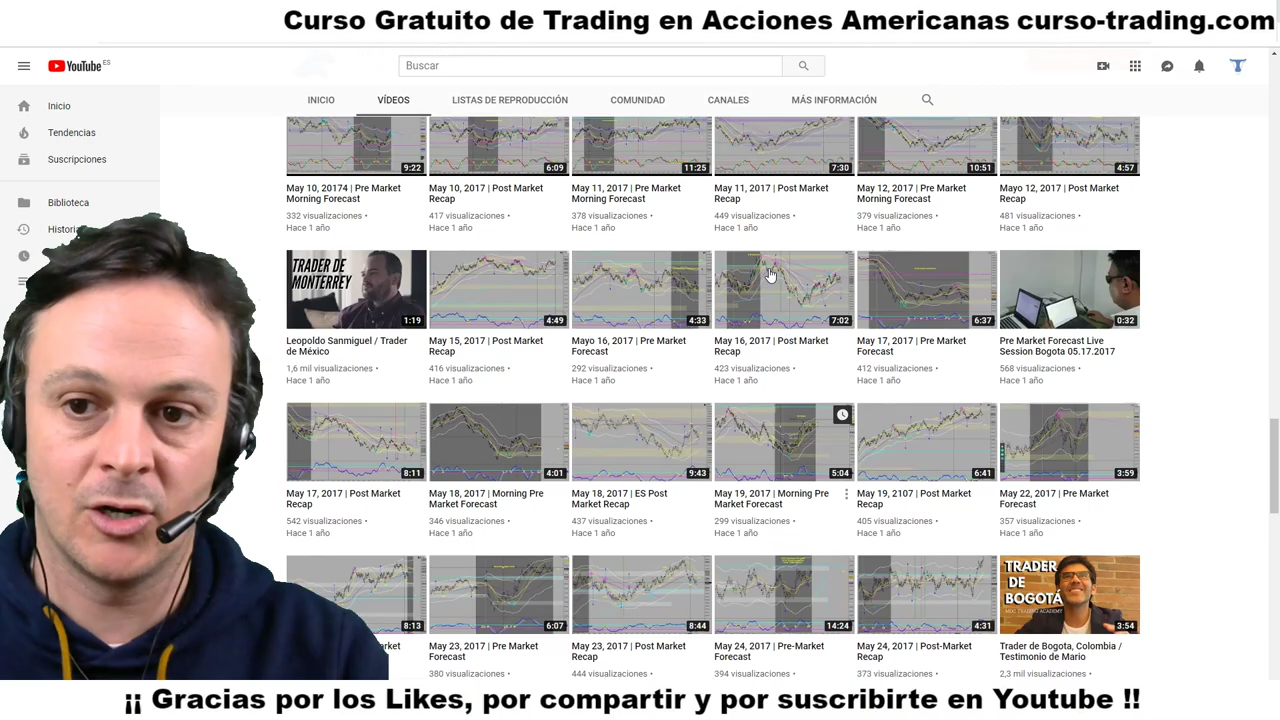 Curso Gratuito de Trading en Acciones Americanas curso-trading.com
YouTube ES
Buscar
Inicio
Tendencias
Suscripciones
Biblioteca
INICIO
VÍDEOS
LISTAS DE REPRODUCCIÓN
COMUNIDAD
CANALES
MÁS INFORMACIÓN
9:22
6:09
11:25
7:30
10:51
4:57
May 10, 20174 | Pre Market
Morning Forecast
332 visualizaciones •
Hace 1 año
May 10, 2017 | Post Market
Recap
417 visualizaciones •
Hace 1 año
May 11, 2017 | Pre Market
Morning Forecast
378 visualizaciones •
Hace 1 año
May 11, 2017 | Post Market
Recap
449 visualizaciones •
Hace 1 año
May 12, 2017 | Pre Market
Morning Forecast
379 visualizaciones •
Hace 1 año
Mayo 12, 2017 | Post Market
Recap
481 visualizaciones •
Hace 1 año
TRADER DE
MONTERREY
1:19
4:49
4:33
7:02
6:37
0:32
Leopoldo Sanmiguel / Trader
de México
1,6 mil visualizaciones •
Hace 1 año
May 15, 2017 | Post Market
Recap
416 visualizaciones •
Hace 1 año
Mayo 16, 2017 | Pre Market
Forecast
292 visualizaciones •
Hace 1 año
May 16, 2017 | Post Market
Recap
423 visualizaciones •
Hace 1 año
May 17, 2017 | Pre Market
Forecast
412 visualizaciones •
Hace 1 año
Pre Market Forecast Live
Session Bogota 05.17.2017
568 visualizaciones •
Hace 1 año
8:11
4:01
9:43
5:04
6:41
3:59
May 17, 2017 | Post Market
Recap
542 visualizaciones •
Hace 1 año
May 18, 2017 | Morning Pre
Market Forecast
346 visualizaciones •
Hace 1 año
May 18, 2017 | ES Post
Market Recap
437 visualizaciones •
Hace 1 año
May 19, 2017 | Morning Pre
Market Forecast
299 visualizaciones •
Hace 1 año
May 19, 2107 | Post Market
Recap
405 visualizaciones •
Hace 1 año
May 22, 2017 | Pre Market
Forecast
357 visualizaciones •
Hace 1 año
8:13
6:07
8:44
14:24
4:31
TRADER
DE
BOGOTÁ
3:54
May 23, 2017 | Pre Market
Forecast
380 visualizaciones •
May 23, 2017 | Post Market
Recap
444 visualizaciones •
May 24, 2017 | Pre-Market
Forecast
394 visualizaciones •
May 24, 2017 | Post-Market
Recap
373 visualizaciones •
Trader de Bogota, Colombia /
Testimonio de Mario
2,3 mil visualizaciones •
¡¡ Gracias por los Likes, por compartir y por suscribirte en Youtube !!